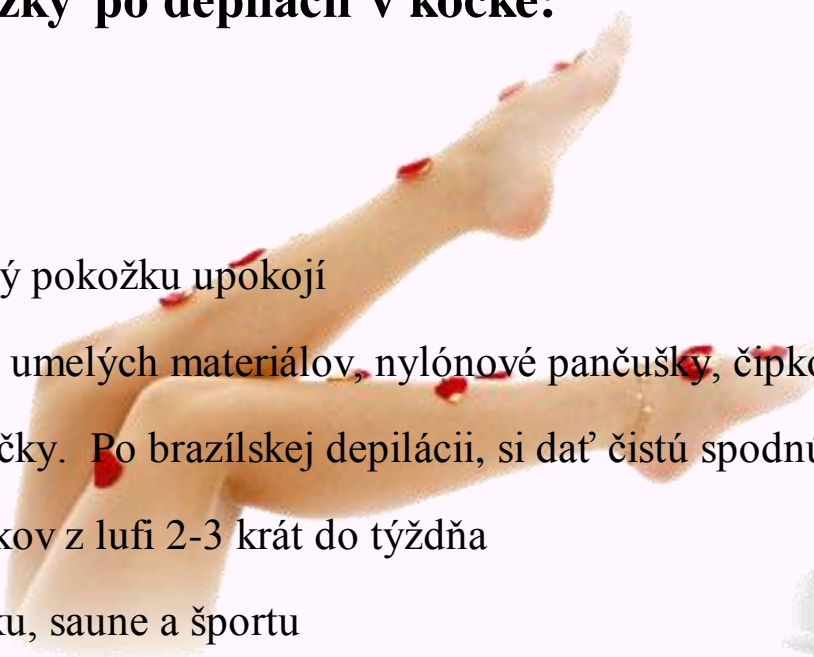 zky po depilácii v kocke:
ý pokožku upokojí
umelých materiálov, nylónové pančušky, čipko
čky. Po brazílskej depilácii, si dať čistú spodnú
kov z lufi 2-3 krát do týždňa
ku, saune a športu